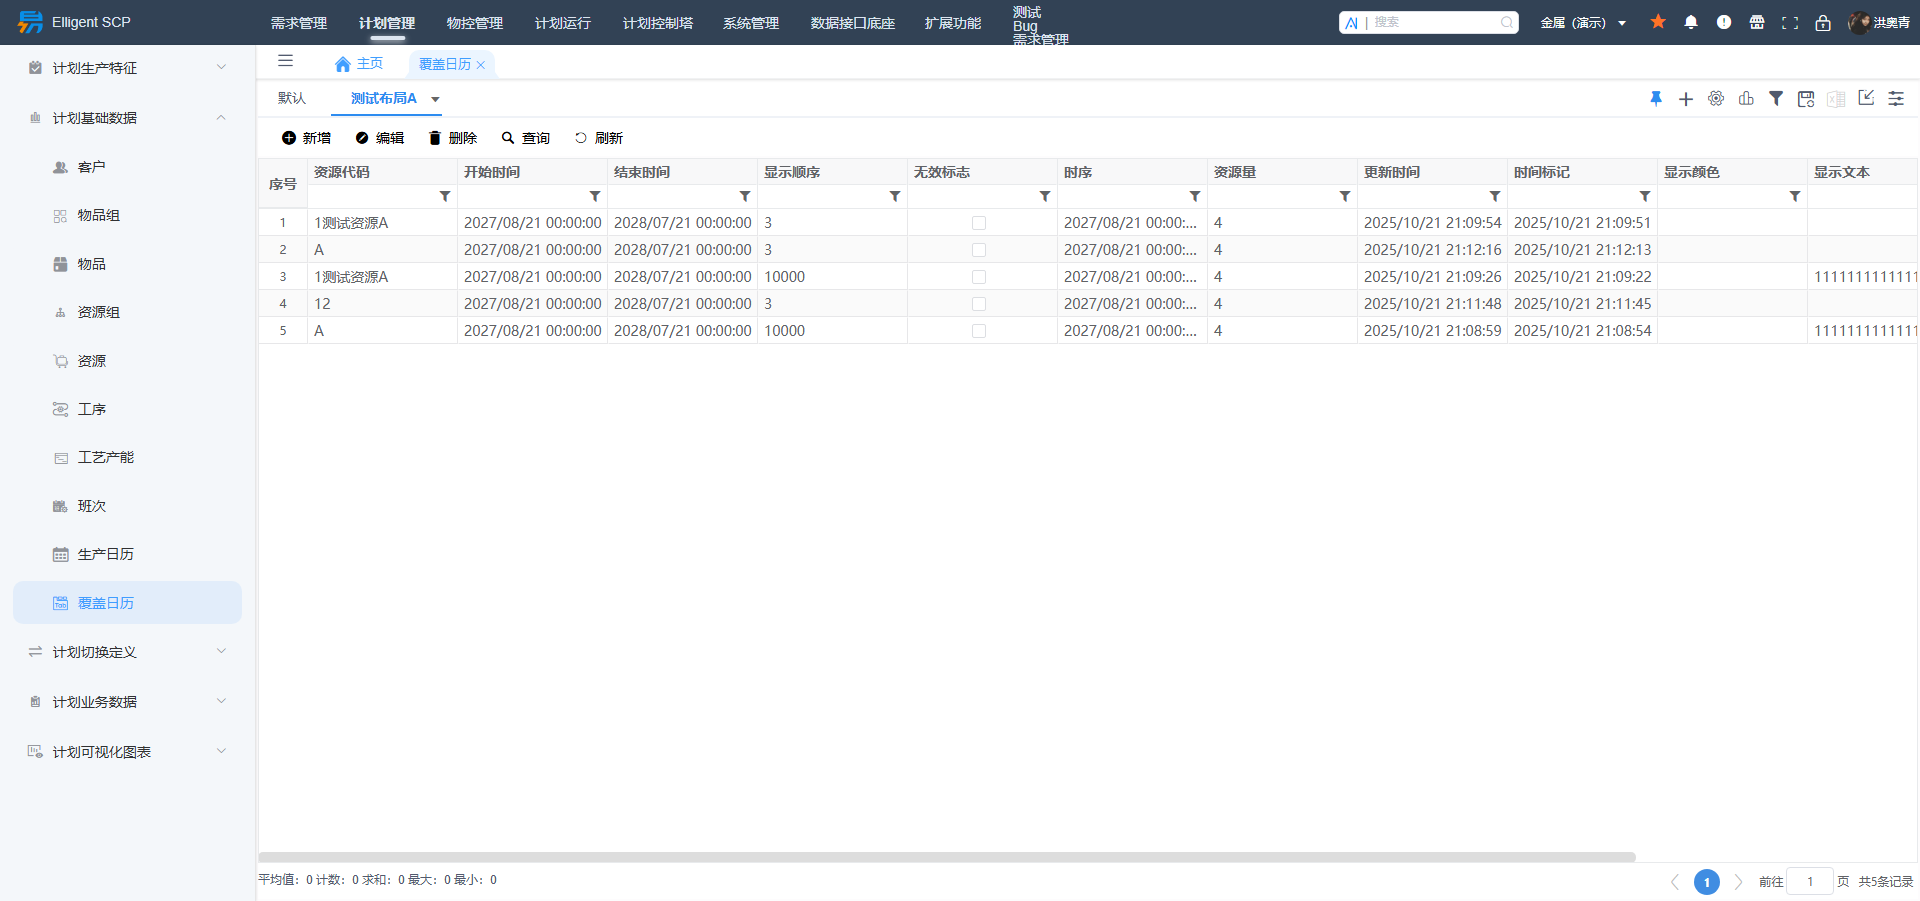 Elligent SCP
需求管理 计划管理 物控管理 计划运行 计划控制塔 系统管理 数据接口底座 扩展功能
测试
Bug
需求管理
AI | 搜索
金属（演示）
洪奥青
计划生产特征
计划基础数据
客户
物品组
物品
资源组
资源
工序
工艺产能
班次
生产日历
覆盖日历
计划切换定义
计划业务数据
计划可视化图表
主页 覆盖日历
默认 测试布局A
新增 编辑 删除 查询 刷新
序号 资源代码 开始时间 结束时间 显示顺序 无效标志 时序 资源量 更新时间 时间标记 显示颜色 显示文本
1 1测试资源A 2027/08/21 00:00:00 2028/07/21 00:00:00 3 2027/08/21 00:00:... 4 2025/10/21 21:09:54 2025/10/21 21:09:51
2 A 2027/08/21 00:00:00 2028/07/21 00:00:00 3 2027/08/21 00:00:... 4 2025/10/21 21:12:16 2025/10/21 21:12:13
3 1测试资源A 2027/08/21 00:00:00 2028/07/21 00:00:00 10000 2027/08/21 00:00:... 4 2025/10/21 21:09:26 2025/10/21 21:09:22 1111111111111
4 12 2027/08/21 00:00:00 2028/07/21 00:00:00 3 2027/08/21 00:00:... 4 2025/10/21 21:11:48 2025/10/21 21:11:45
5 A 2027/08/21 00:00:00 2028/07/21 00:00:00 10000 2027/08/21 00:00:... 4 2025/10/21 21:08:59 2025/10/21 21:08:54 1111111111111
平均值：0 计数：0 求和：0 最大：0 最小：0
1 前往 1 页 共5条记录